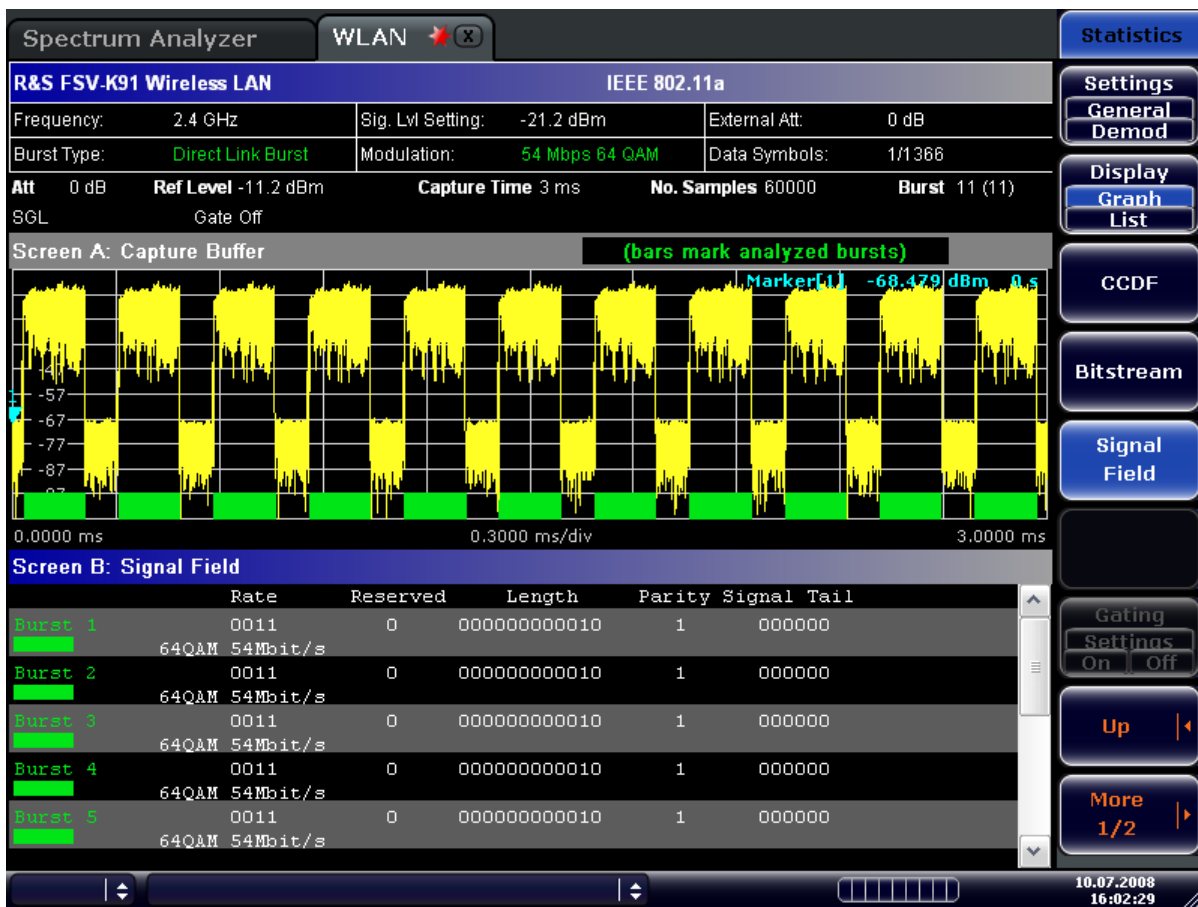 Spectrum Analyzer WLAN X
Statistics
R&S FSV-K91 Wireless LAN IEEE 802.11a
Frequency: 2.4 GHz Sig. Lvl Setting: -21.2 dBm External Att: 0 dB
Burst Type: Direct Link Burst Modulation: 54 Mbps 64 QAM Data Symbols: 1/1366
Att 0 dB Ref Level -11.2 dBm Capture Time 3 ms No. Samples 60000 Burst 11 (11)
SGL Gate Off
Screen A: Capture Buffer (bars mark analyzed bursts)
Marker[1] -68.479 dBm 0 s
-57
-67
-77
-87
0.0000 ms 0.3000 ms/div 3.0000 ms
Screen B: Signal Field
Rate Reserved Length Parity Signal Tail
Burst 1 0011 0 000000000010 1 000000
64QAM 54Mbit/s
Burst 2 0011 0 000000000010 1 000000
64QAM 54Mbit/s
Burst 3 0011 0 000000000010 1 000000
64QAM 54Mbit/s
Burst 4 0011 0 000000000010 1 000000
64QAM 54Mbit/s
Burst 5 0011 0 000000000010 1 000000
64QAM 54Mbit/s
Settings
General
Demod
Display
Graph
List
CCDF
Bitstream
Signal
Field
Gating
Settings
On Off
Up
More
1/2
10.07.2008
16:02:29